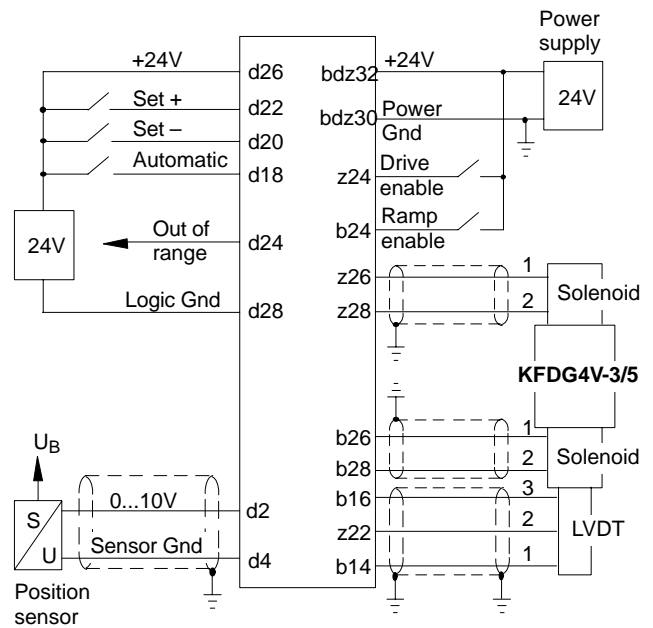 Power
supply
+24V
d26
bdz32
+24V
24V
Set +
d22
Set –
d20
bdz30
Power
Gnd
Automatic
d18
z24
Drive
enable
24V
Out of
range
d24
b24
Ramp
enable
Logic Gnd
d28
z26
1
z28
2
Solenoid
KFDG4V-3/5
b26
1
b28
2
Solenoid
b16
3
z22
2
b14
1
LVDT
UB
S
U
0...10V
d2
Sensor Gnd
d4
Position
sensor